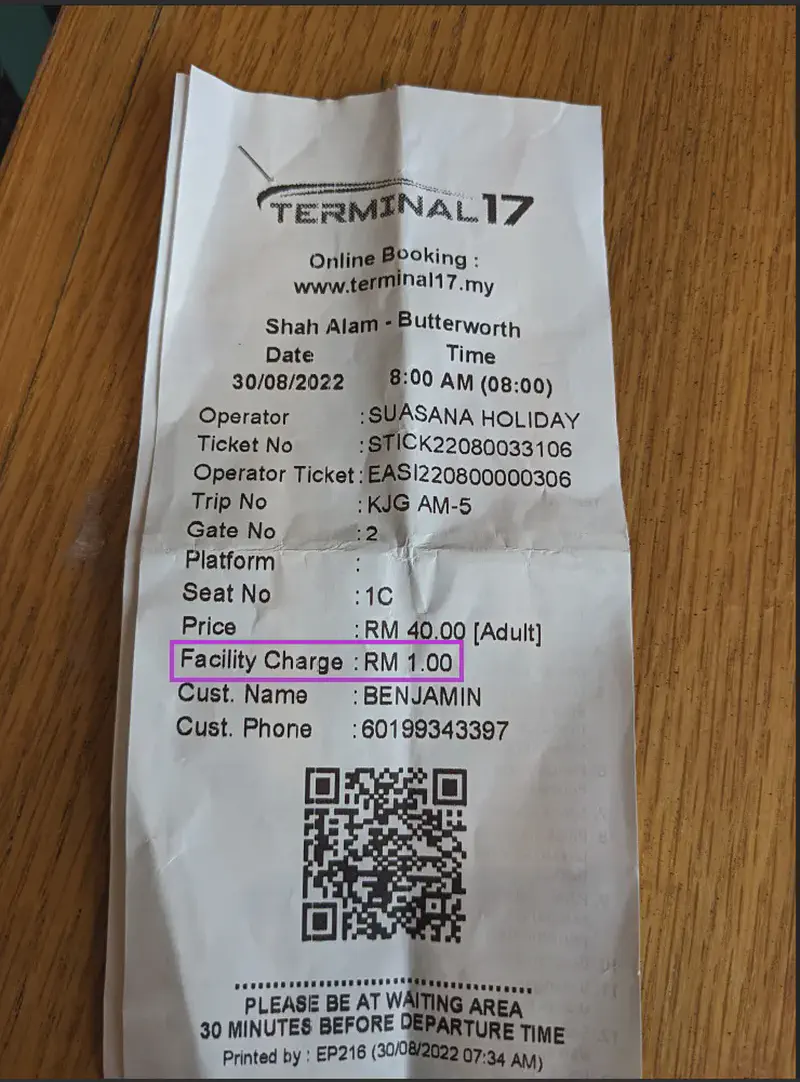 TERMINAL17
Online Booking :
www.terminal17.my
Shah Alam - Butterworth
Date Time
30/08/2022 8:00 AM (08:00)
Operator :SUASANA HOLIDAY
Ticket No :STICK22080033106
Operator Ticket:EASI220800000306
Trip No :KJG AM-5
Gate No :2
Platform :
Seat No :1C
Price :RM 40.00 [Adult]
Facility Charge :RM 1.00
Cust. Name :BENJAMIN
Cust. Phone :60199343397
PLEASE BE AT WAITING AREA
30 MINUTES BEFORE DEPARTURE TIME
Printed by : EP216 (30/08/2022 07:34 AM)